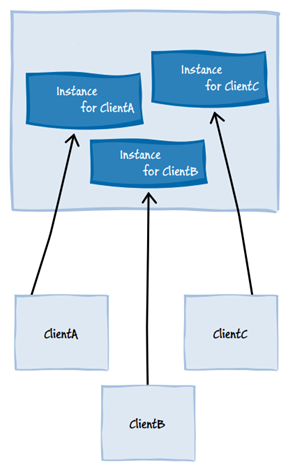 Instance
for ClientA
Instance
for ClientC
Instance
for ClientB
ClientA
ClientC
ClientB